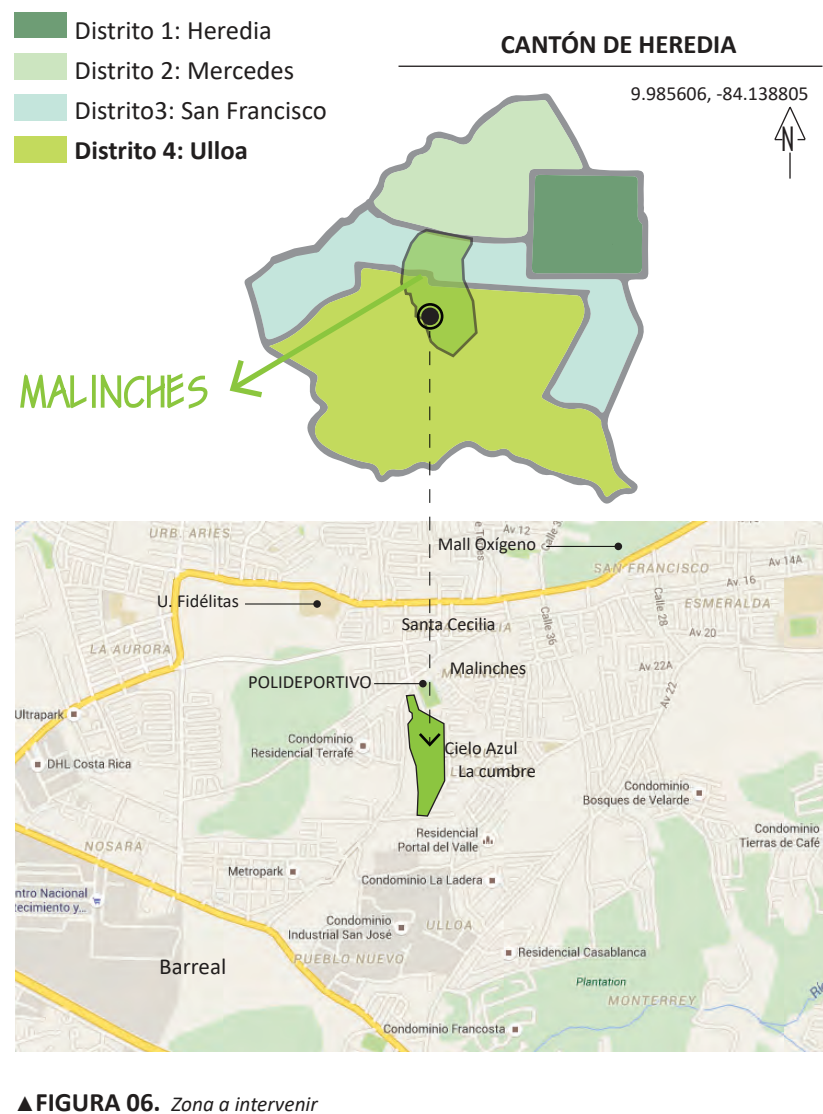 Distrito 1: Heredia
Distrito 2: Mercedes
Distrito3: San Francisco
Distrito 4: Ulloa
CANTÓN DE HEREDIA
9.985606, -84.138805
N
MALINCHES
URB. ARIES
Av 12
Mall Oxígeno
SAN FRANCISCO
Av 14A
Av 16
U. Fidélitas
Calle 28
ESMERALDA
Santa Cecilia
Calle 36
Av 20
LA AURORA
Malinches
MALINCHES
Av 22A
POLIDEPORTIVO
Av 22
Ultrapark
Condominio
Residencial Terrafé
Cielo Azul
La cumbre
DHL Costa Rica
Condominio
Bosques de Velarde
Condominio
Tierras de Café
Residencial
Portal del Valle
NOSARA
Metropark
Condominio La Ladera
ntro Nacional
tecimiento y...
Condominio
Industrial San José
ULLOA
Residencial Casablanca
PUEBLO NUEVO
Barreal
Plantation
MONTERREY
Condominio Francosta
▲FIGURA 06. Zona a intervenir